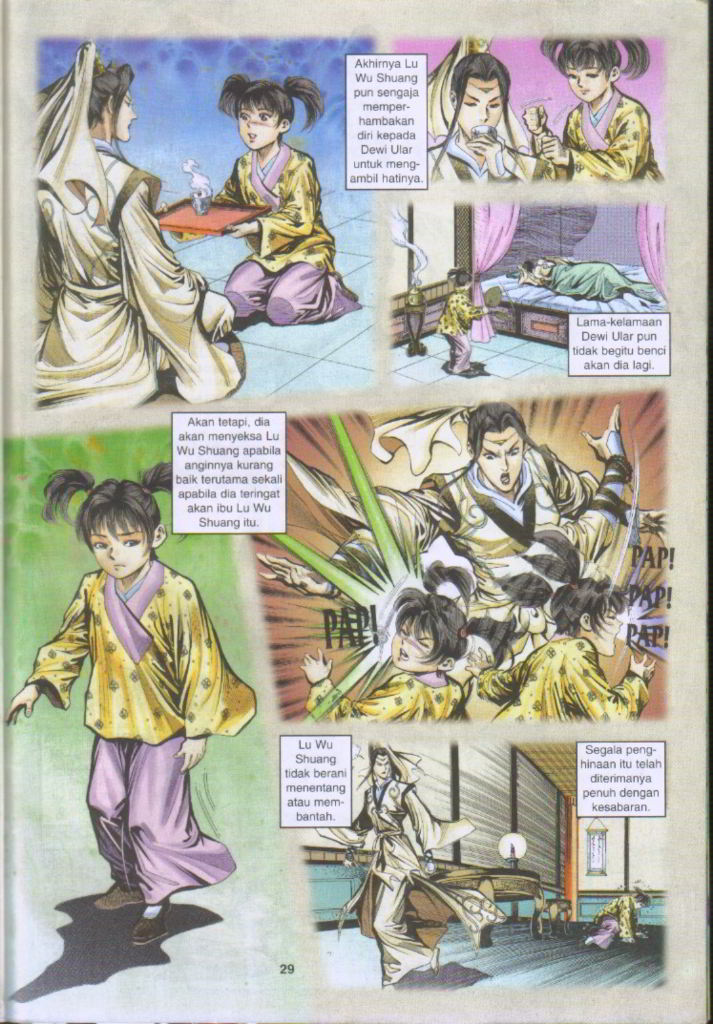 Akhirnya Lu
Wu Shuang
pun sengaja
memper-
hambakan
diri kepada
Dewi Ular
untuk meng-
ambil hatinya.
Lama-kelamaan
Dewi Ular pun
tidak begitu benci
akan dia lagi.
Akan tetapi, dia
akan menyeksa Lu
Wu Shuang apabila
anginnya kurang
baik terutama sekali
apabila dia teringat
akan ibu Lu Wu
Shuang itu.
PAP!
PAP!
PAP!
PAP!
Lu Wu
Shuang
tidak berani
menentang
atau mem-
bantah.
Segala peng-
hinaan itu telah
diterimanya
penuh dengan
kesabaran.
29